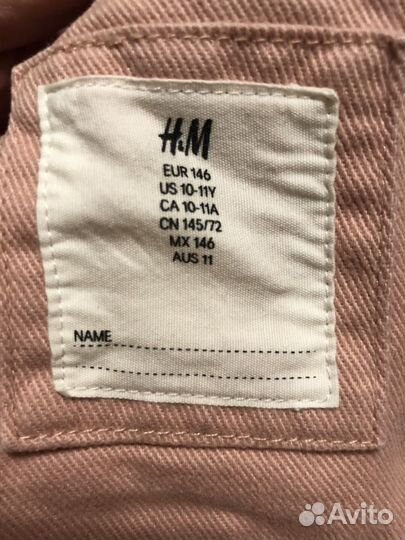 H&M
EUR 146
US 10-11Y
CA 10-11A
CN 145/72
MX 146
AUS 11
NAME
Avito